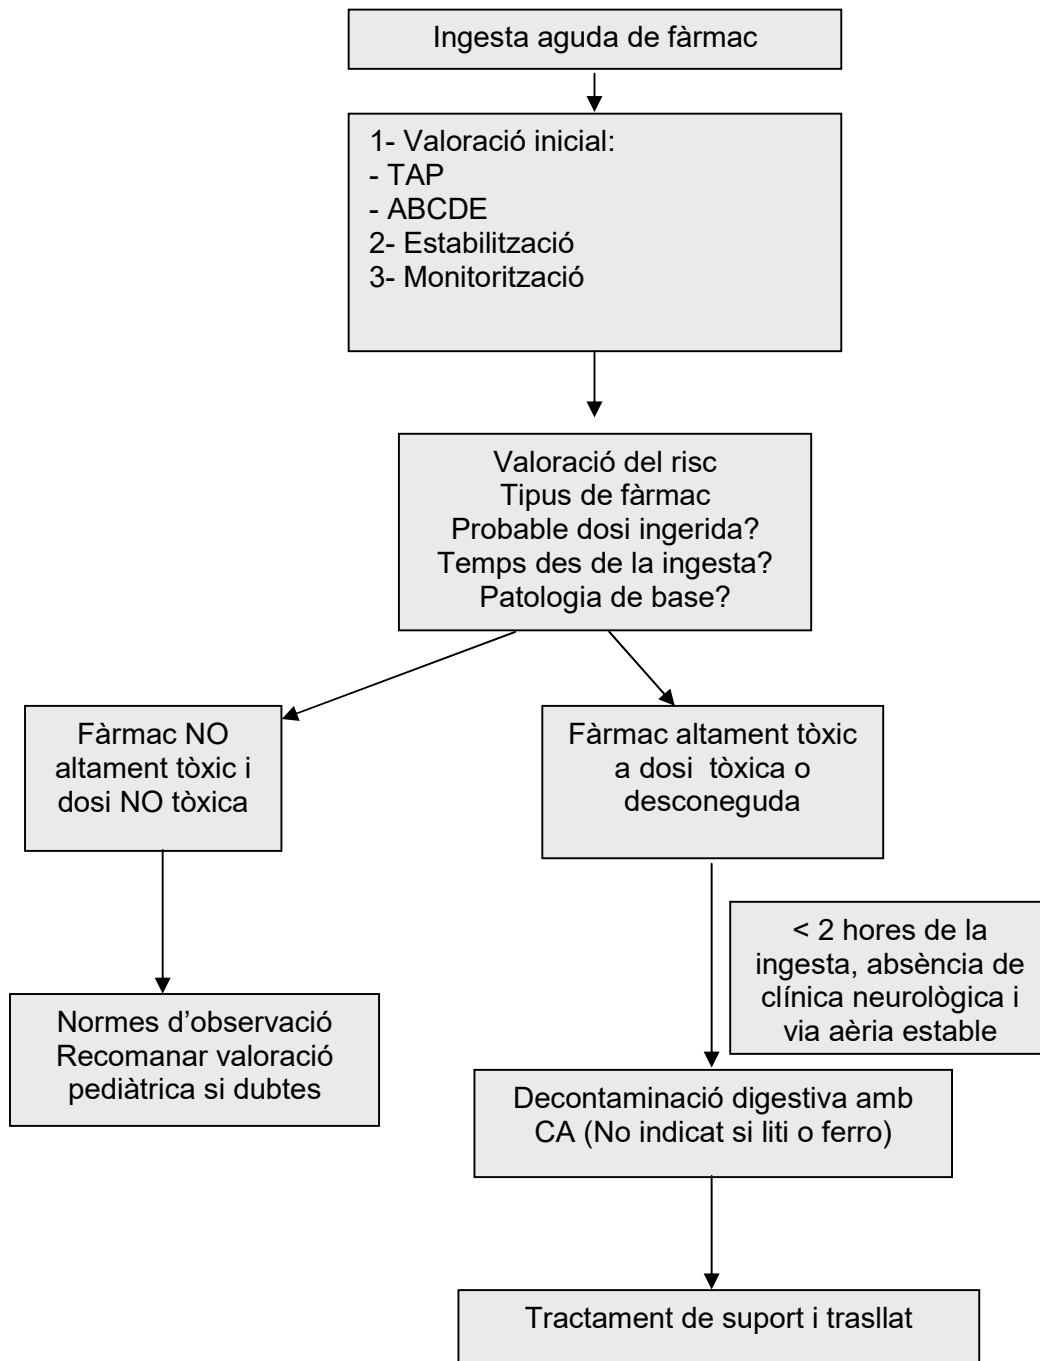 Ingesta aguda de fàrmac
1- Valoració inicial:
- TAP
- ABCDE
2- Estabilització
3- Monitorització
Valoració del risc
Tipus de fàrmac
Probable dosi ingerida?
Temps des de la ingesta?
Patologia de base?
Fàrmac NO
altament tòxic i
dosi NO tòxica
Fàrmac altament tòxic
a dosi  tòxica o
desconeguda
< 2 hores de la
ingesta, absència de
clínica neurològica i
via aèria estable
Normes d’observació
Recomanar valoració
pediàtrica si dubtes
Decontaminació digestiva amb
CA (No indicat si liti o ferro)
Tractament de suport i trasllat